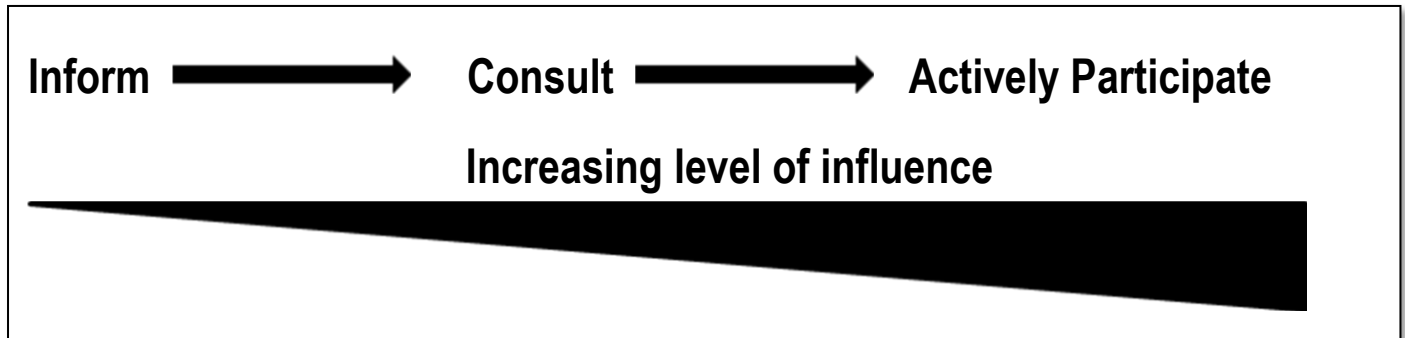 Inform Consult Actively Participate
Increasing level of influence